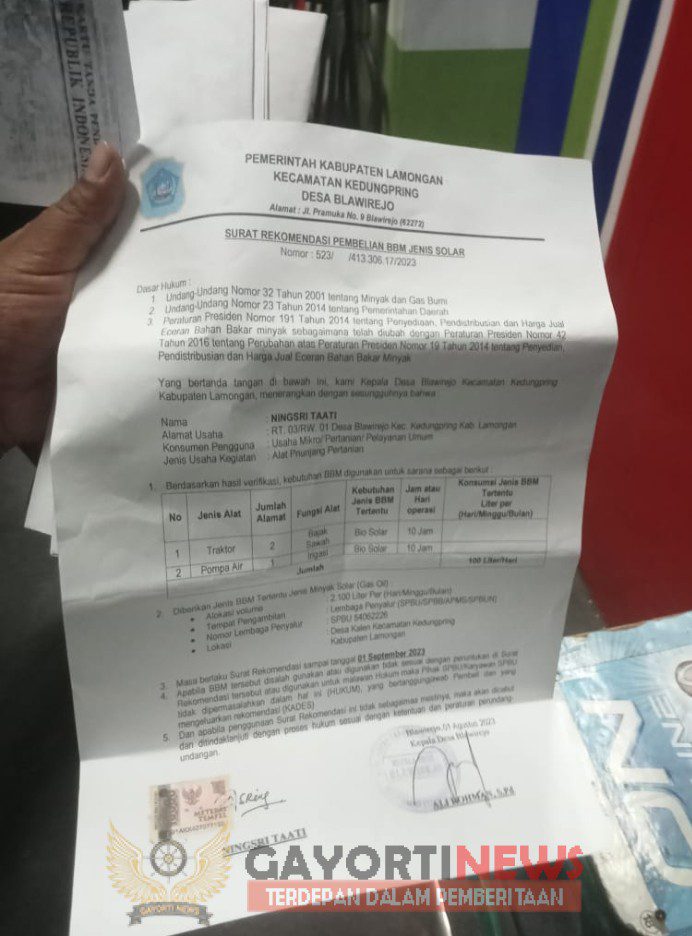 KARTU TANDA PEND
REPUBLIK INDONESIA
PEMERINTAH KABUPATEN LAMONGAN
KECAMATAN KEDUNGPRING
DESA BLAWIREJO
Alamat : Jl. Pramuka No. 9 Blawirejo (62272)
SURAT REKOMENDASI PEMBELIAN BBM JENIS SOLAR
Nomor : 523/ /413.306.17/2023
Dasar Hukum :
1 Undang-Undang Nomor 32 Tahun 2001 tentang Minyak dan Gas Bumi
2. Undang-Undang Nomor 23 Tahun 2014 tentang Pemerintahan Daerah
3. Peraturan Presiden Nomor 191 Tahun 2014 tentang Penyediaan, Pendistribusian dan Harga Jual
Eceran Bahan Bakar minyak sebagaimana telah diubah dengan Peraturan Presiden Nomor 42
Tahun 2016 tentang Perubahan atas Peraturan Presiden Nomor 19 Tahun 2014 tentang Penyedian,
Pendistribusian dan Harga Jual Eceran Bahan Bakar Minyak
Yang bertanda tangan di bawah ini, kami Kepala Desa Blawirejo Kecamatan Kedungpring
Kabupaten Lamongan, menerangkan dengan sesungguhnya bahwa :
Nama : NINGSRI TAATI
Alamat Usaha : RT. 03/RW. 01 Desa Blawirejo Kec. Kedungpring Kab. Lamongan
Konsumen Pengguna : Usaha Mikro/ Pertanian/ Pelayanan Umum
Jenis Usaha Kegiatan : Alat Pnunjang Pertanian
1. Berdasarkan hasil verifikasi, kebutuhan BBM digunakan untuk sarana sebagai berikut :
No Jenis Alat Jumlah Alamat Fungsi Alat Kebutuhan Jenis BBM Tertentu Jam atau Hari operasi Konsumsi Jenis BBM Tertentu Liter per (Hari/Minggu/Bulan)
1 Traktor 2 Bajak Sawah Bio Solar 10 Jam
2 Pompa Air 1 Irigasi Bio Solar 10 Jam
Jumlah 100 Liter/Hari
2. Diberikan Jenis BBM Tertentu Jenis Minyak Solar (Gas Oil)
• Alokasi volume : 2.100 Liter Per (Hari/Minggu/Bulan)
• Tempat Pengambilan : Lembaga Penyalur (SPBU/SPBB/APMS/SPBUN)
• Nomor Lembaga Penyalur : SPBU 54062226
• Lokasi : Desa Kalen Kecamatan Kedungpring
Kabupaten Lamongan
3. Masa berlaku Surat Rekomendasi sampai tanggal 01 September 2023
4. Apabila BBM tersebut disalah gunakan atau digunakan tidak sesuai dengan peruntukan di Surat
Rekomendasi tersebut atau digunakan untuk malawan Hukum maka Pihak SPBU/Karyawan SPBU
tidak dipermasalahkan dalam hal ini (HUKUM), yang bertanggungjawab Pembeli dan yang
mengeluarkan rekomendasi (KADES)
5. Dan apabila penggunaan Surat Rekomendasi ini tidak sebagaimana mestinya, maka akan dicabut
dan ditindaklanjuti dengan proses hukum sesuai dengan ketentuan dan peraturan perundang
undangan.
Blawirejo, 01 Agustus 2023
Kepala Desa Blawirejo
METERAI
TEMPEL
NINGSRI TAATI
ALI ROHMAN, S.Pd
GAYORTINEWS
TERDEPAN DALAM PEMBERITAAN
GAYORTI NEWS